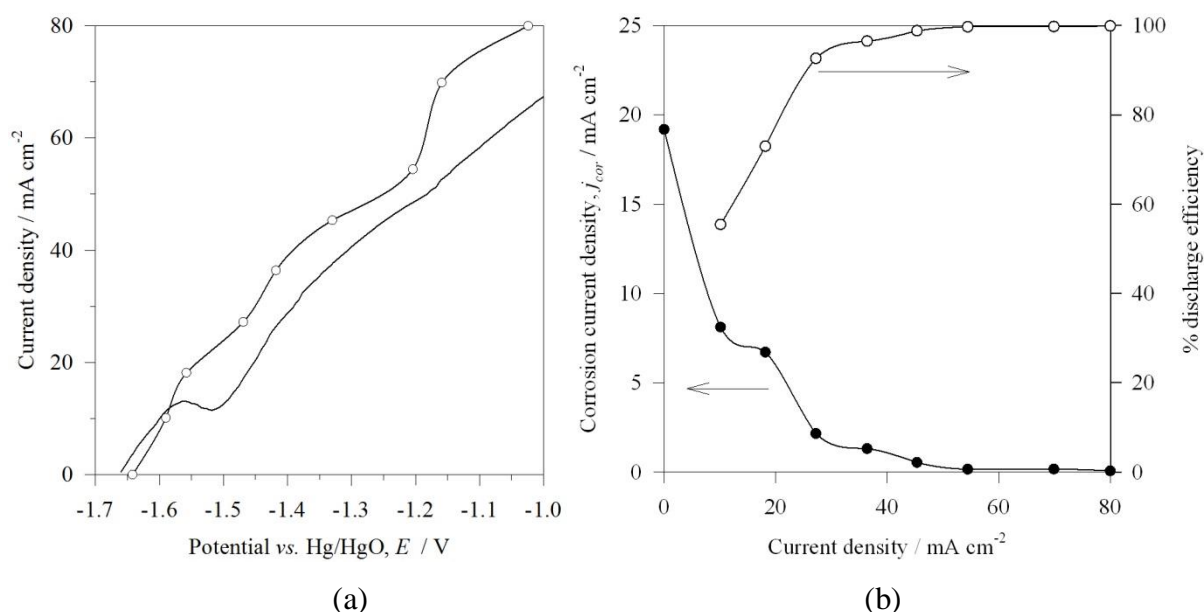 80
60
40
20
0
Current density / mA cm-2
-1.7 -1.6 -1.5 -1.4 -1.3 -1.2 -1.1 -1.0
Potential vs. Hg/HgO, E / V
(a)
25
20
15
10
5
0
Corrosion current density, jcor / mA cm-2
100
80
60
40
20
0
% discharge efficiency
0 20 40 60 80
Current density / mA cm-2
(b)